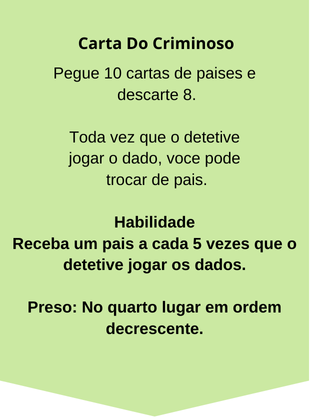 Carta Do Criminoso
Pegue 10 cartas de paises e
descarte 8.
Toda vez que o detetive
jogar o dado, voce pode
trocar de pais.
Habilidade
Receba um pais a cada 5 vezes que o
detetive jogar os dados.
Preso: No quarto lugar em ordem
decrescente.